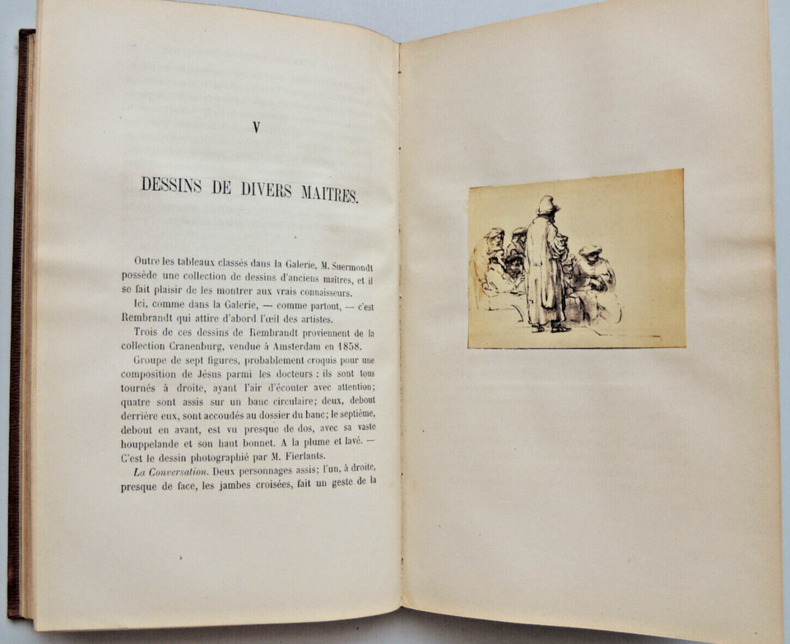 V
DESSINS DE DIVERS MAITRES.
Outre les tableaux classés dans la Galerie, M. Suermondt
possède une collection de dessins d'anciens maîtres, et il
se fait plaisir de les montrer aux vrais connaisseurs.
Ici, comme dans la Galerie, — comme partout, — c'est
Rembrandt qui attire d'abord l'œil des artistes.
Trois de ces dessins de Rembrandt proviennent de la
collection Cranenburg, vendue à Amsterdam en 1858.
Groupe de sept figures, probablement croquis pour une
composition de Jésus parmi les docteurs : ils sont tous
tournés à droite, ayant l'air d'écouter avec attention;
quatre sont assis sur un banc circulaire; deux, debout
derrière eux, sont accoudés au dossier du banc; le septième,
debout en avant, est vu presque de dos, avec sa vaste
houppelande et son haut bonnet. A la plume et lavé. —
C'est le dessin photographié par M. Fierlants.
La Conversation. Deux personnages assis; l'un, à droite,
presque de face, les jambes croisées, fait un geste de la